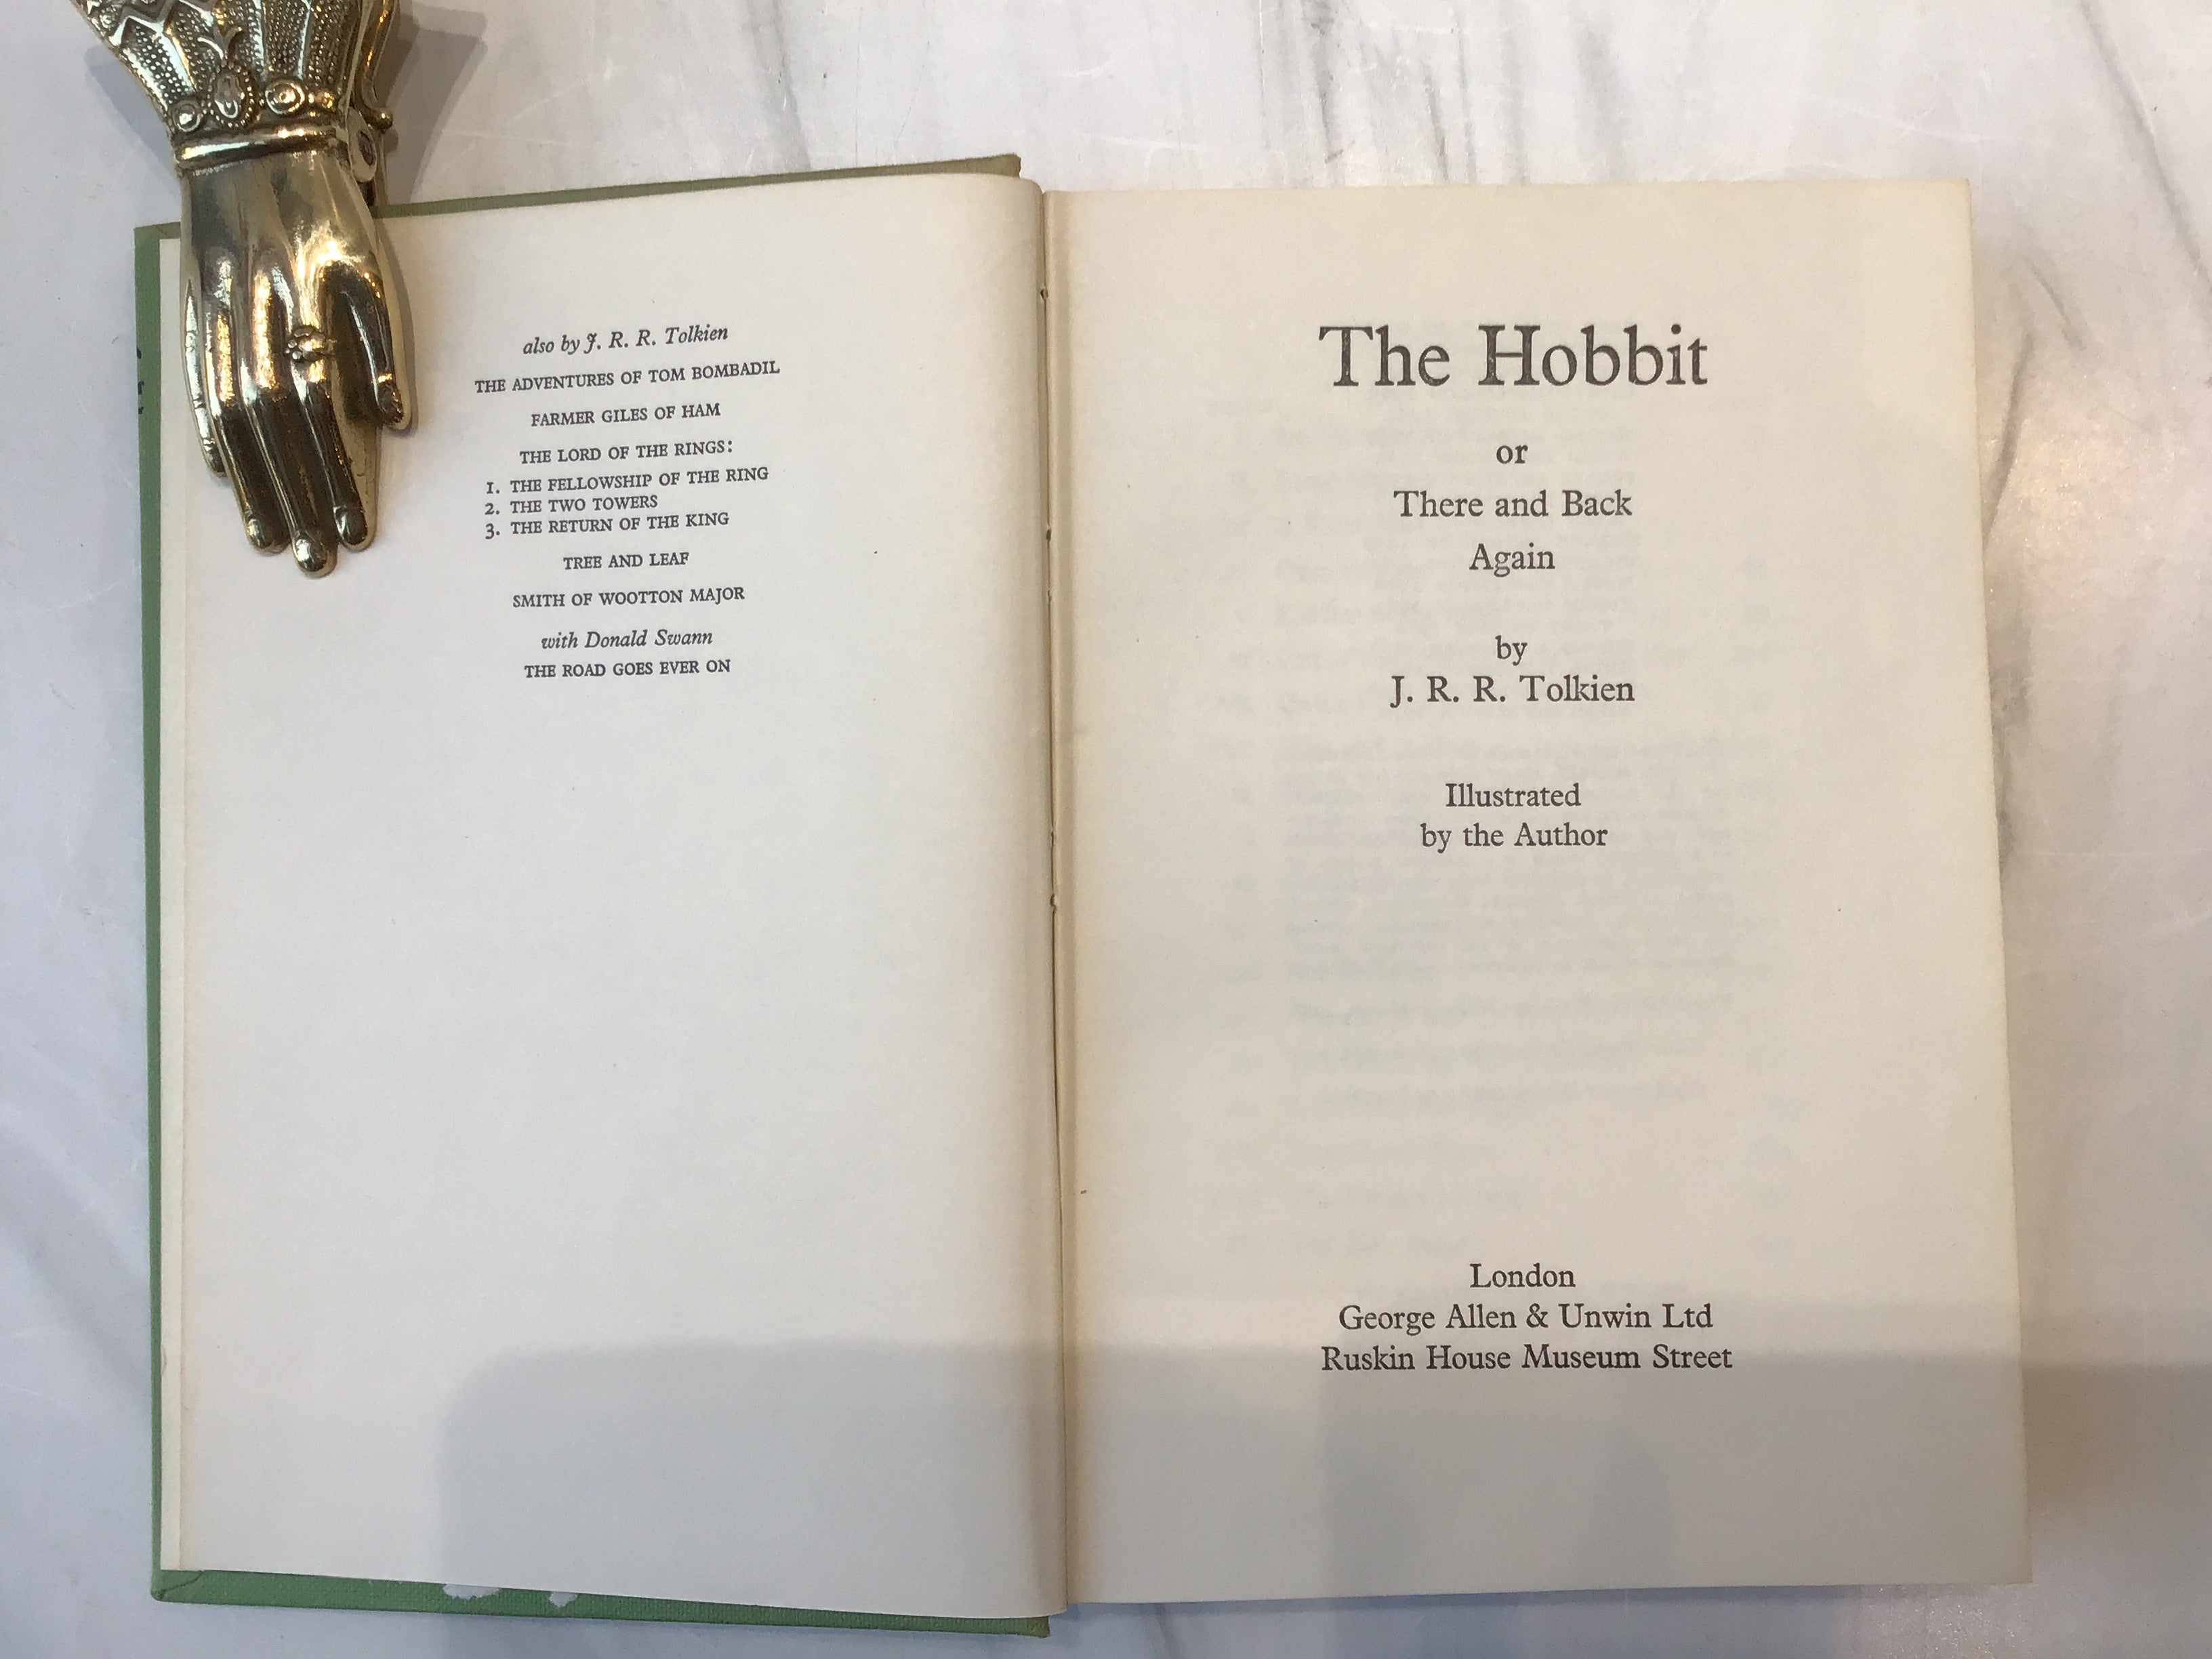 also by J. R. R. Tolkien
THE ADVENTURES OF TOM BOMBADIL
FARMER GILES OF HAM
THE LORD OF THE RINGS:
1. THE FELLOWSHIP OF THE RING
2. THE TWO TOWERS
3. THE RETURN OF THE KING
TREE AND LEAF
SMITH OF WOOTTON MAJOR
with Donald Swann
THE ROAD GOES EVER ON
The Hobbit
or
There and Back
Again
by
J. R. R. Tolkien
Illustrated
by the Author
London
George Allen & Unwin Ltd
Ruskin House Museum Street